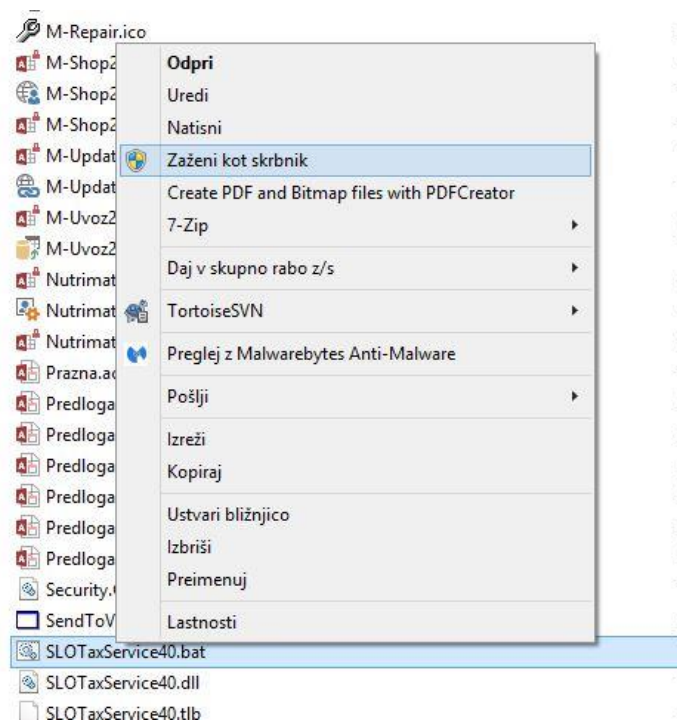 M-Repair.ico
M-Shop2
M-Shop2
M-Shop2
M-Updat
M-Updat
M-Uvoz2
M-Uvoz2
Nutrimat
Nutrimat
Nutrimat
Prazna.ac
Predloga
Predloga
Predloga
Predloga
Predloga
Predloga
Security.
SendToV
SLOTaxService40.bat
SLOTaxService40.dll
SLOTaxService40.tlb
Odpri
Uredi
Natisni
Zaženi kot skrbnik
Create PDF and Bitmap files with PDFCreator
7-Zip
Daj v skupno rabo z/s
TortoiseSVN
Preglej z Malwarebytes Anti-Malware
Pošlji
Izreži
Kopiraj
Ustvari bližnjico
Izbriši
Preimenuj
Lastnosti